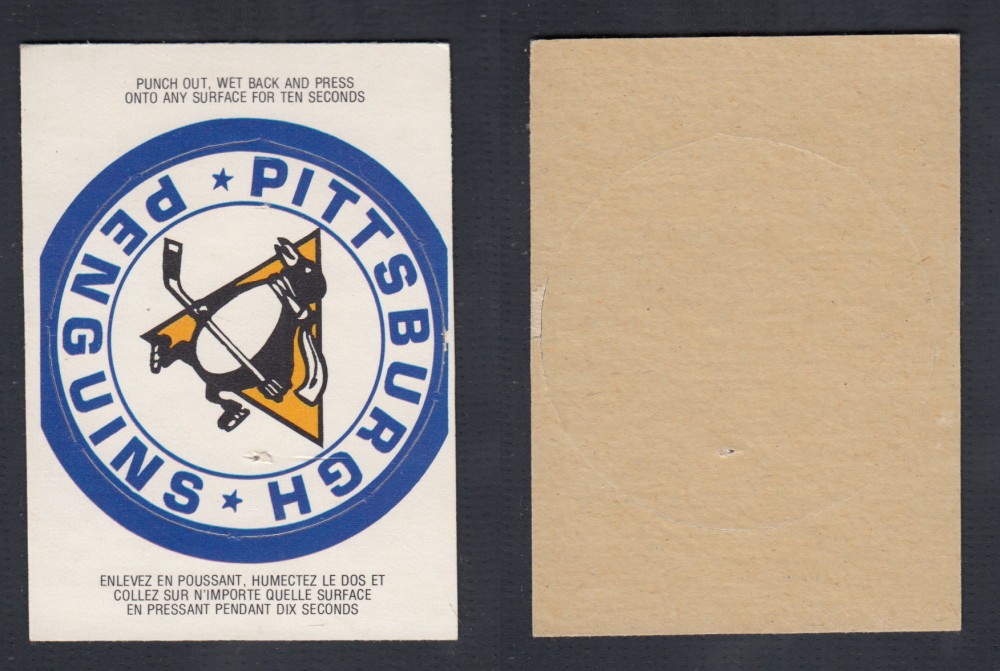 PUNCH OUT, WET BACK AND PRESS
ONTO ANY SURFACE FOR TEN SECONDS
★ PITTSBURGH ★ PENGUINS
ENLEVEZ EN POUSSANT, HUMECTEZ LE DOS ET
COLLEZ SUR N'IMPORTE QUELLE SURFACE
EN PRESSANT PENDANT DIX SECONDS